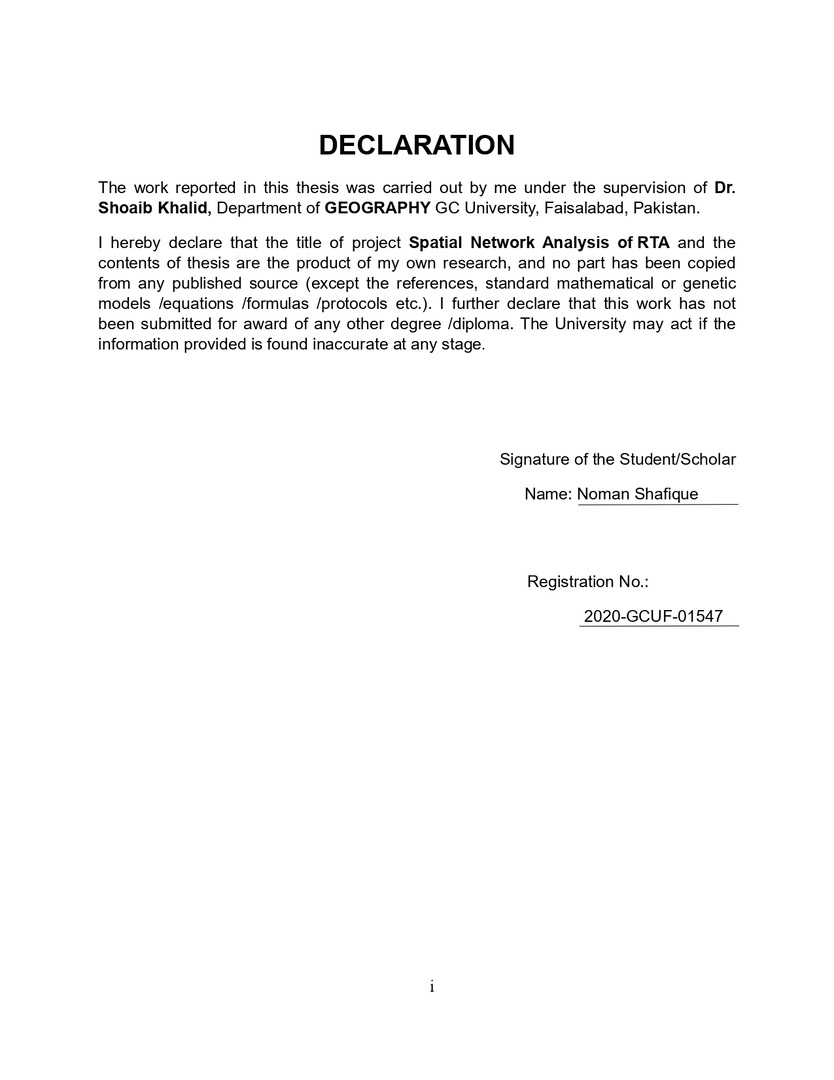 DECLARATION
The work reported in this thesis was carried out by me under the supervision of Dr.
Shoaib Khalid, Department of GEOGRAPHY GC University, Faisalabad, Pakistan.
I hereby declare that the title of project Spatial Network Analysis of RTA and the
contents of thesis are the product of my own research, and no part has been copied
from any published source (except the references, standard mathematical or genetic
models /equations /formulas /protocols etc.). I further declare that this work has not
been submitted for award of any other degree /diploma. The University may act if the
information provided is found inaccurate at any stage.
Signature of the Student/Scholar
Name: Noman Shafique
Registration No.:
2020-GCUF-01547
i